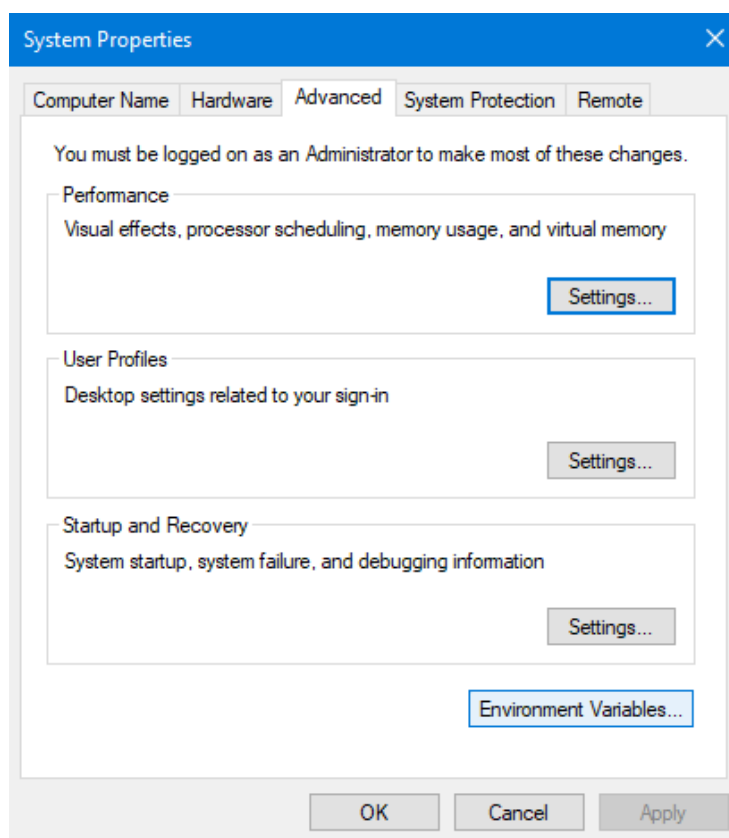 System Properties
Computer Name Hardware Advanced System Protection Remote
You must be logged on as an Administrator to make most of these changes.
Performance
Visual effects, processor scheduling, memory usage, and virtual memory
Settings...
User Profiles
Desktop settings related to your sign-in
Settings...
Startup and Recovery
System startup, system failure, and debugging information
Settings...
Environment Variables...
OK Cancel Apply